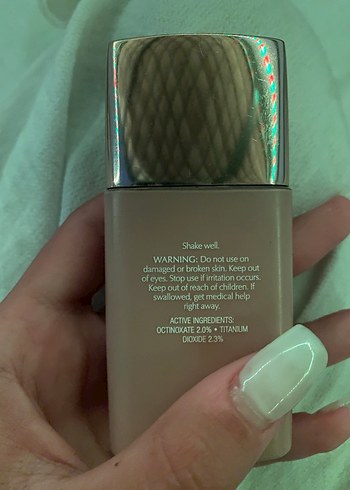 Shake well.
WARNING: Do not use on
damaged or broken skin. Keep out
of eyes. Stop use if irritation occurs.
Keep out of reach of children. If
swallowed, get medical help
right away.
ACTIVE INGREDIENTS:
OCTINOXATE 2.0% • TITANIUM
DIOXIDE 2.3%